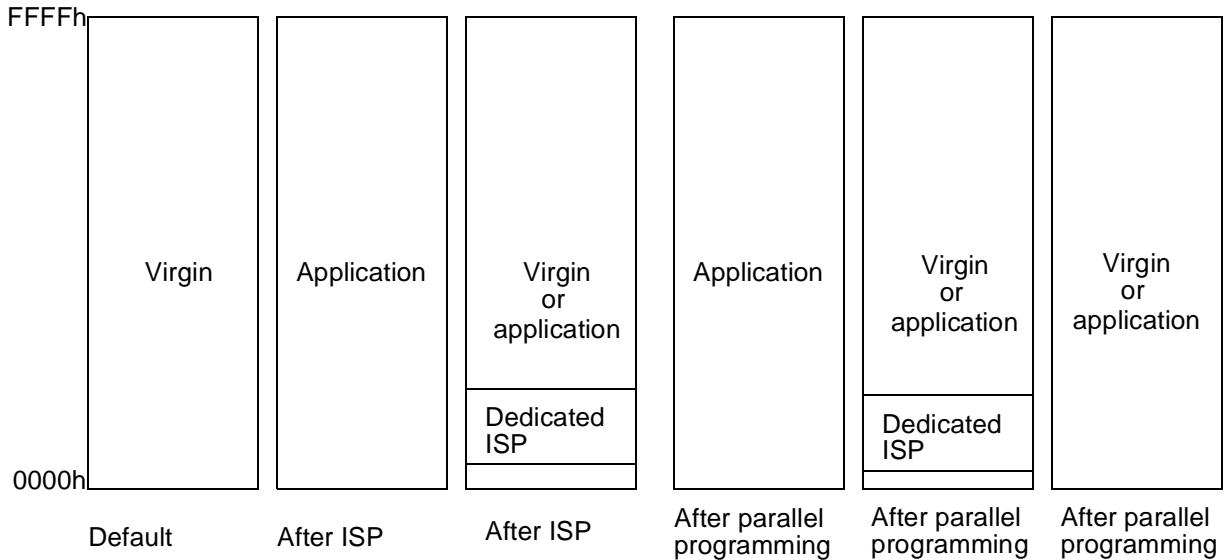 FFFFh
Virgin
Application
Virgin
or
application
Dedicated
ISP
Application
Virgin
or
application
Dedicated
ISP
Virgin
or
application
0000h
Default
After ISP
After ISP
After parallel
programming
After parallel
programming
After parallel
programming